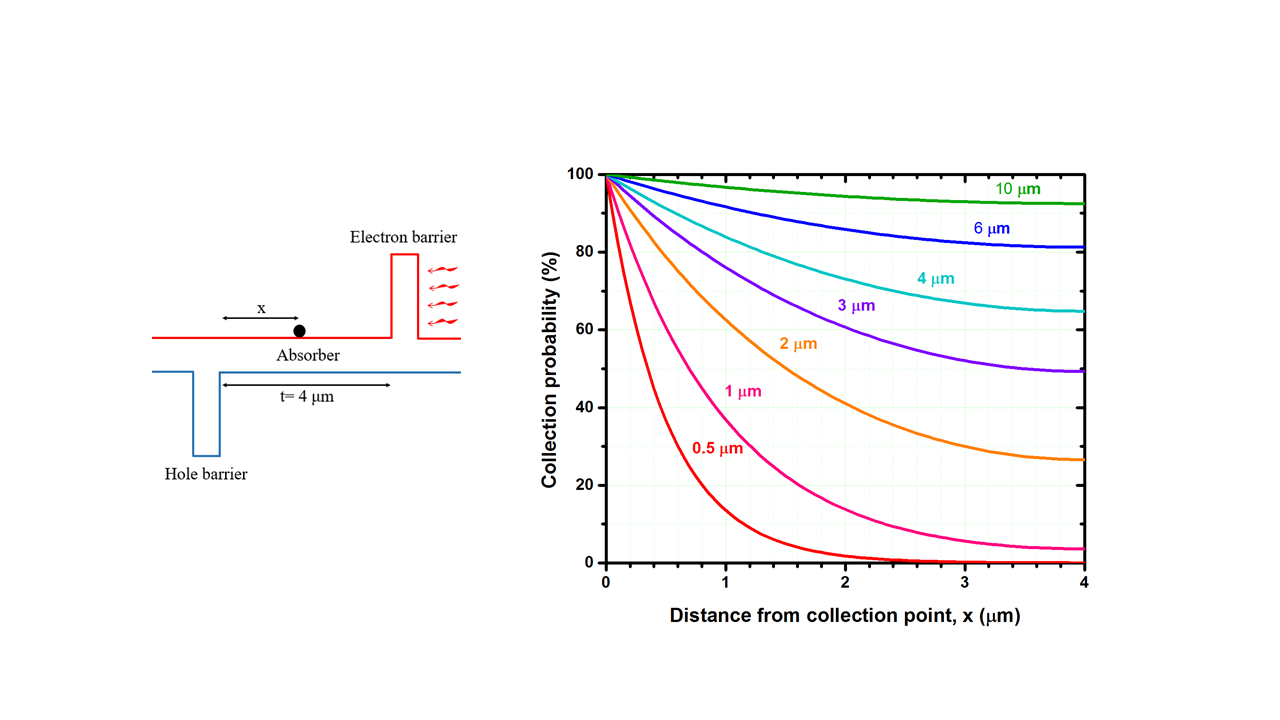 Electron barrier
x
Absorber
t= 4 μm
Hole barrier
Collection probability (%)
100
80
60
40
20
0
10 μm
6 μm
4 μm
3 μm
2 μm
1 μm
0.5 μm
0 1 2 3 4
Distance from collection point, x (μm)